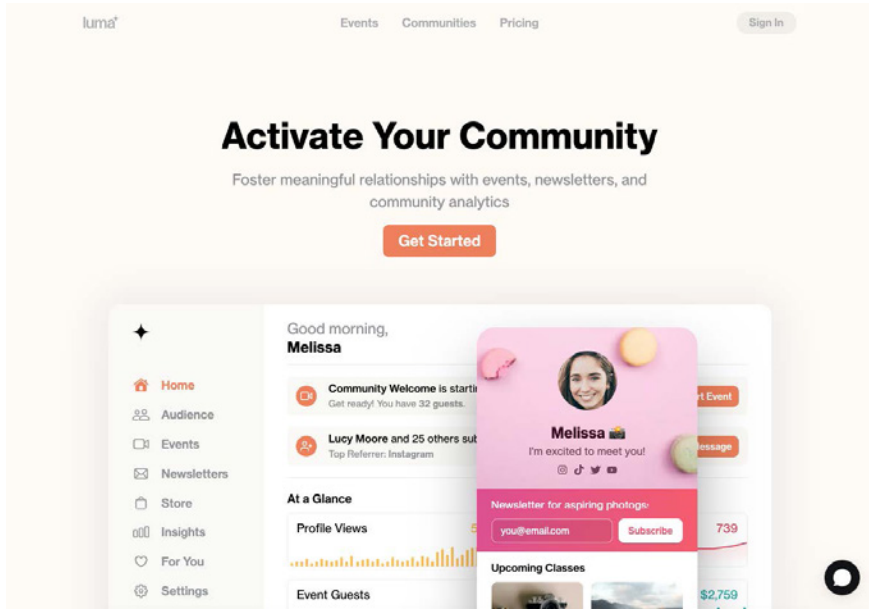 luma
Events Communities Pricing
Sign In
Activate Your Community
Foster meaningful relationships with events, newsletters, and
community analytics
Get Started
Good morning,
Melissa
Home
Audience
Events
Newsletters
Store
Insights
For You
Settings
Community Welcome is starti
Get ready! You have 32 guests.
rt Event
Lucy Moore and 25 others sub
Top Referrer: Instagram
essage
At a Glance
Profile Views
5
739
Event Guests
$2,759
Melissa
I'm excited to meet you!
Newsletter for aspiring photogs
you@email.com
Subscribe
Upcoming Classes